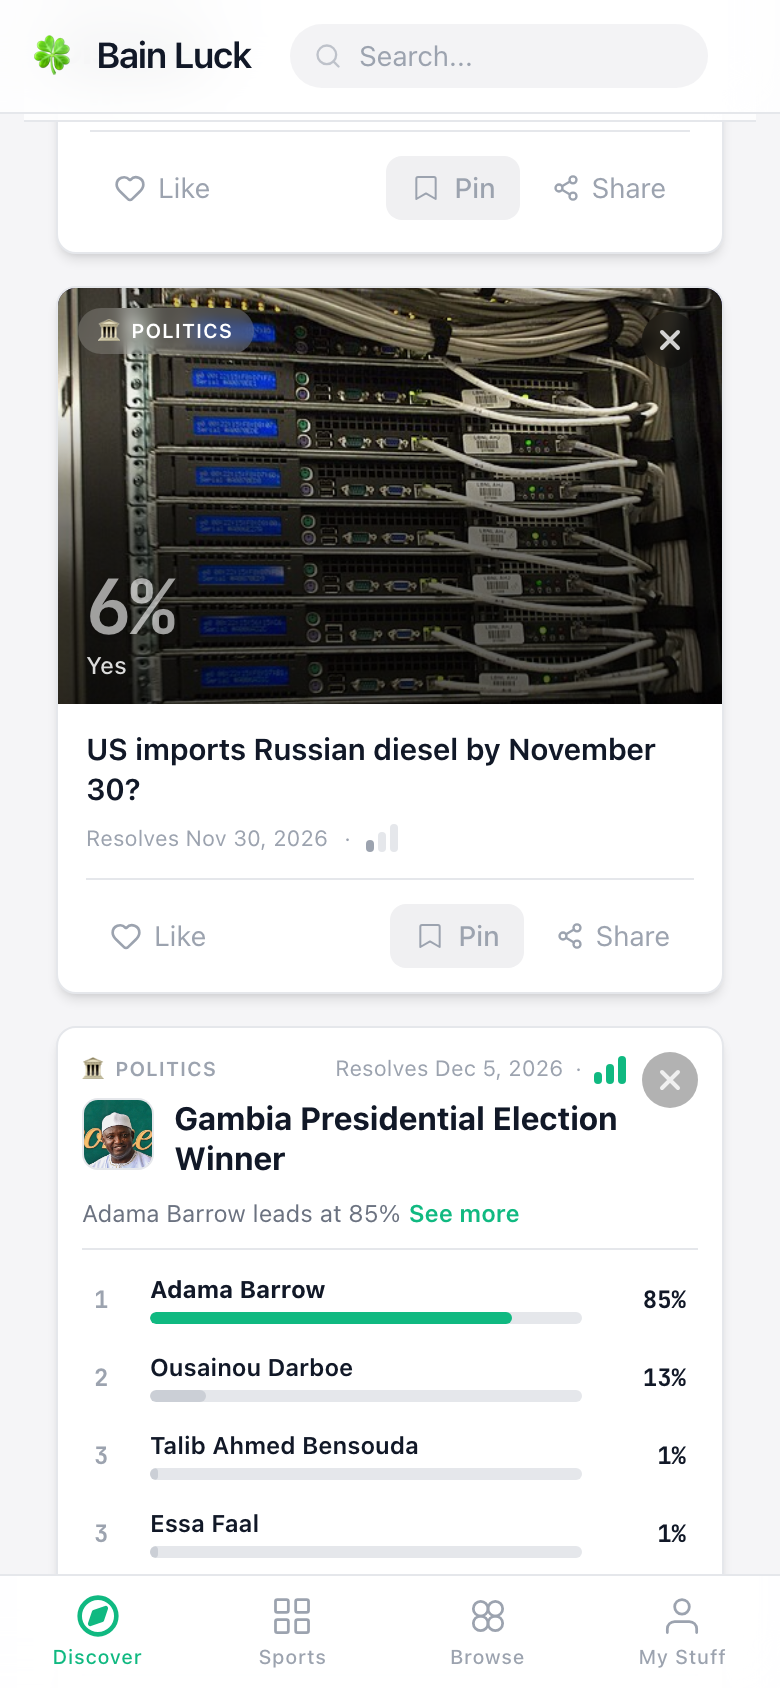 Bain Luck
Search...
Like
Pin
Share
POLITICS
6%
Yes
US imports Russian diesel by November
30?
Resolves Nov 30, 2026 ·
Like
Pin
Share
POLITICS
Resolves Dec 5, 2026 ·
Gambia Presidential Election
Winner
Adama Barrow leads at 85% See more
1 Adama Barrow 85%
2 Ousainou Darboe 13%
3 Talib Ahmed Bensouda 1%
3 Essa Faal 1%
Discover
Sports
Browse
My Stuff